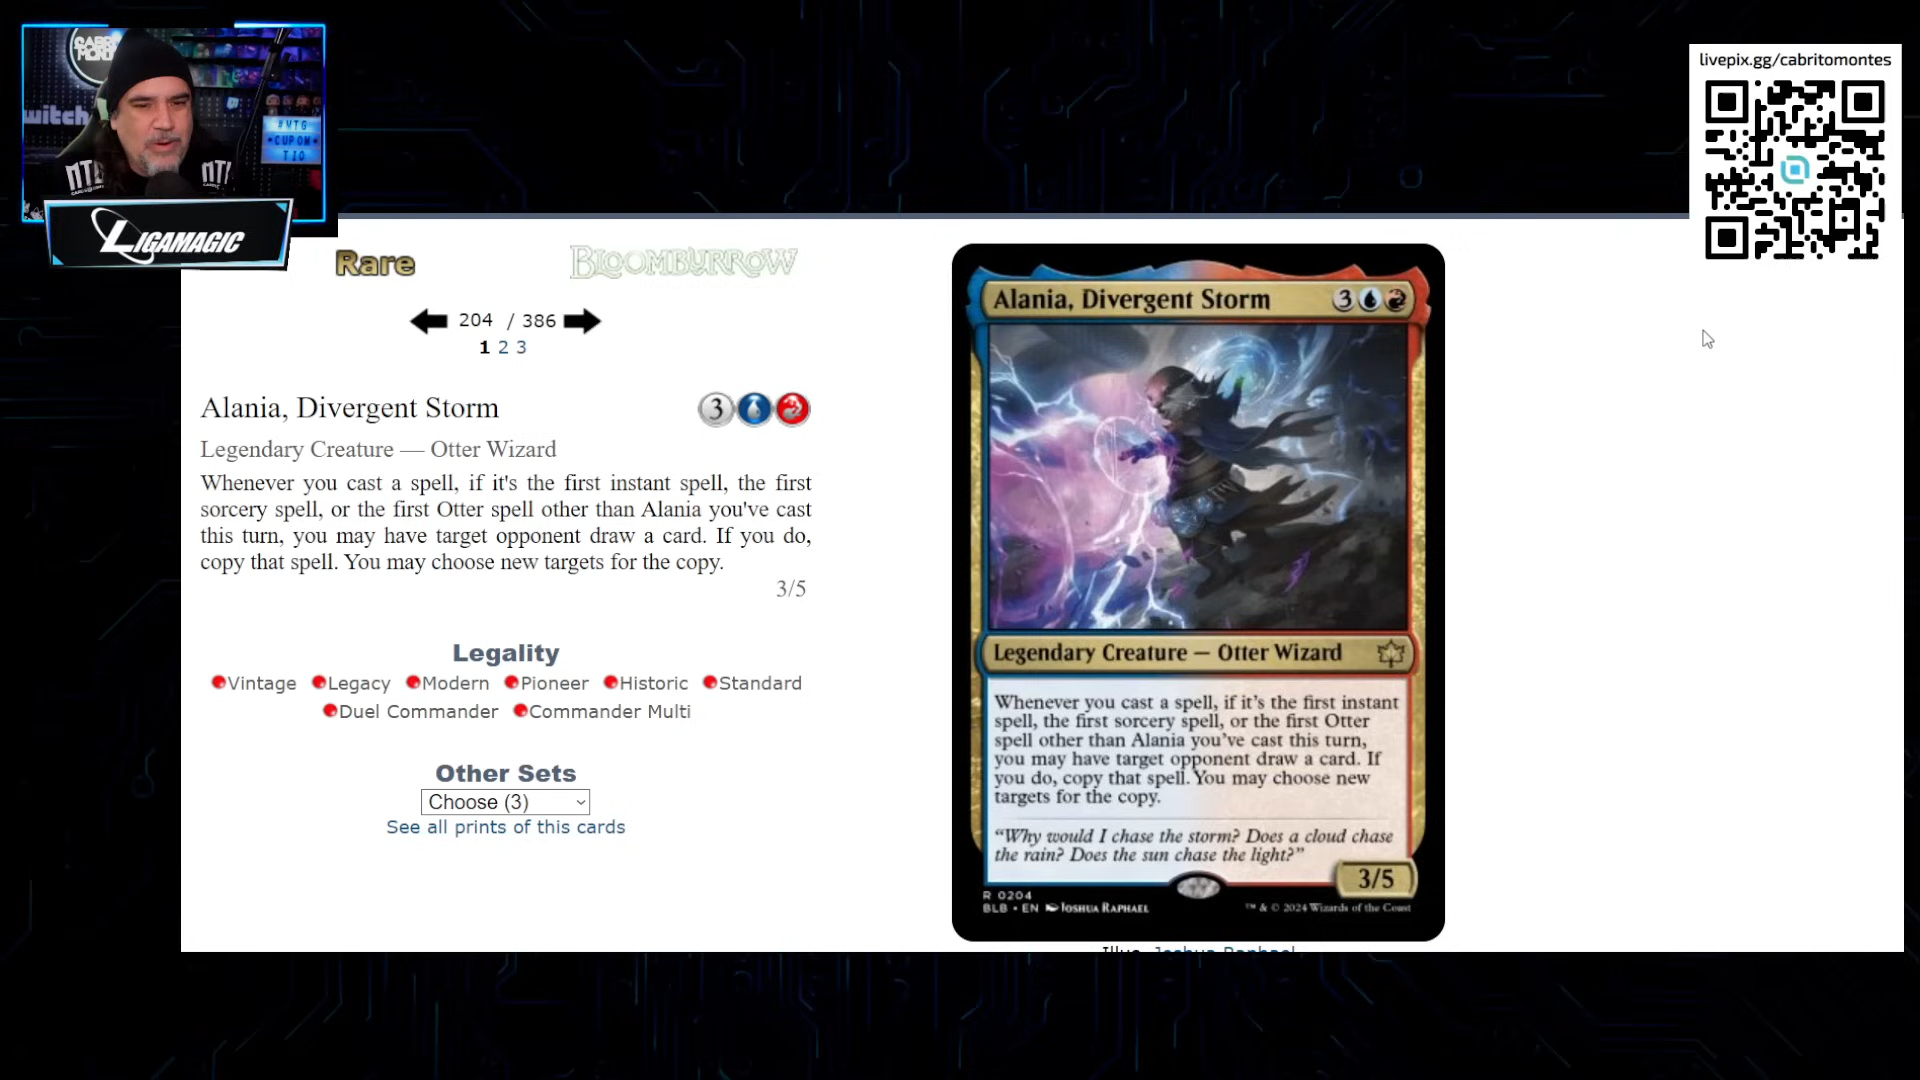 livepix.gg/cabritomontes
#MTG
CUPOM
TIO
LIGAMAGIC
Rare
BLOOMBURROW
204 / 386
1 2 3
Alania, Divergent Storm
3
Legendary Creature — Otter Wizard
Whenever you cast a spell, if it's the first instant spell, the first
sorcery spell, or the first Otter spell other than Alania you've cast
this turn, you may have target opponent draw a card. If you do,
copy that spell. You may choose new targets for the copy.
3/5
Legality
Vintage Legacy Modern Pioneer Historic Standard
Duel Commander Commander Multi
Other Sets
Choose (3)
See all prints of this cards
Alania, Divergent Storm
3
Legendary Creature — Otter Wizard
Whenever you cast a spell, if it's the first instant
spell, the first sorcery spell, or the first Otter
spell other than Alania you've cast this turn,
you may have target opponent draw a card. If
you do, copy that spell. You may choose new
targets for the copy.
“Why would I chase the storm? Does a cloud chase
the rain? Does the sun chase the light?”
3/5
R 0204
BLB • EN JOSHUA RAPHAEL
™ & © 2024 Wizards of the Coast